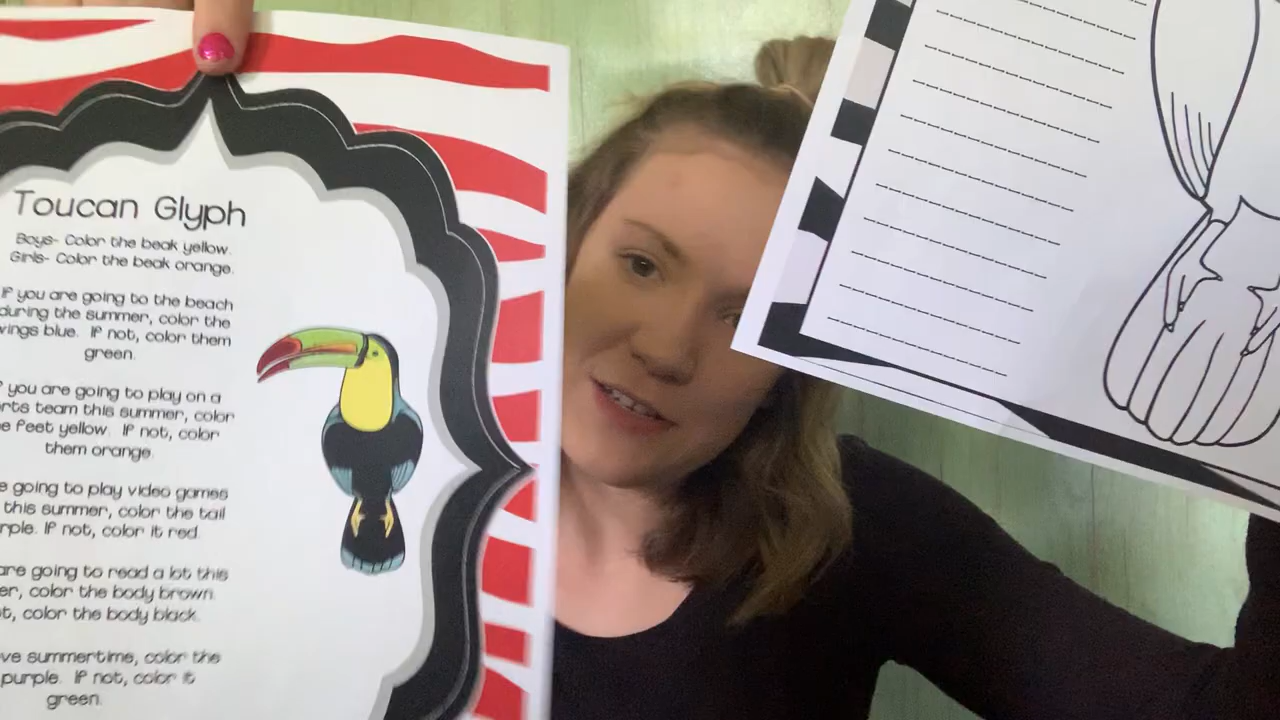 Toucan Glyph
Boys- Color the beak yellow.
Girls- Color the beak orange.
If you are going to the beach
during the summer, color the
wings blue. If not, color them
green.
you are going to play on a
team this summer, color
feet yellow. If not, color
them orange.
going to play video games
this summer, color the tail
If not, color it red.
are going to read a lot this
color the body brown.
color the body black.
summertime, color the
purple. If not, color it
green.